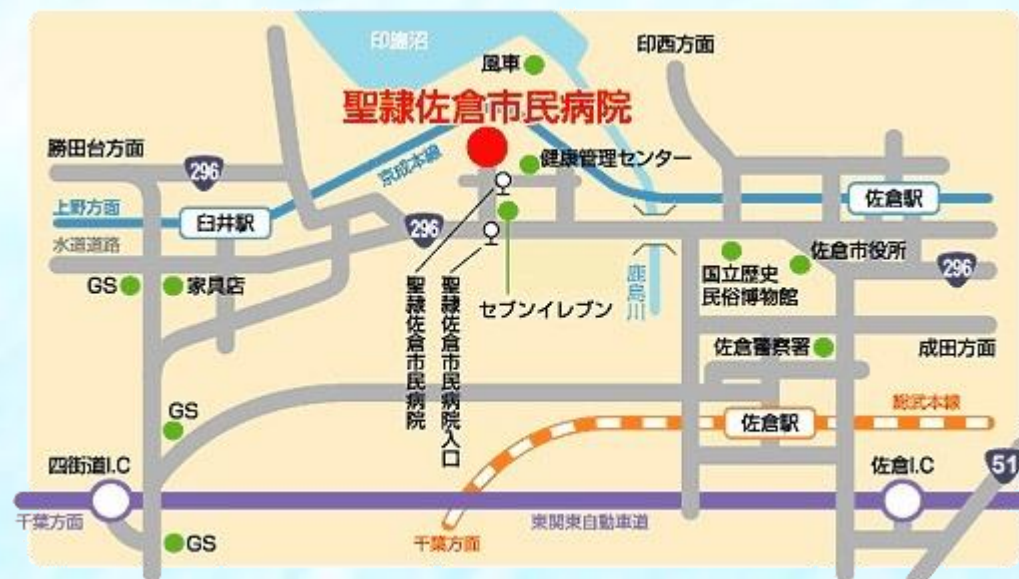 印旛沼
風車
印西方面
聖隷佐倉市民病院
勝田台方面
296
京成本線
健康管理センター
上野方面
臼井駅
佐倉駅
水道道路
296
佐倉市役所
296
GS
家具店
国立歴史
民俗博物館
鹿島川
セブンイレブン
聖隷佐倉市民病院
聖隷佐倉市民病院入口
佐倉警察署
成田方面
GS
総武本線
佐倉駅
四街道I.C
佐倉I.C
51
千葉方面
東関東自動車道
GS
千葉方面